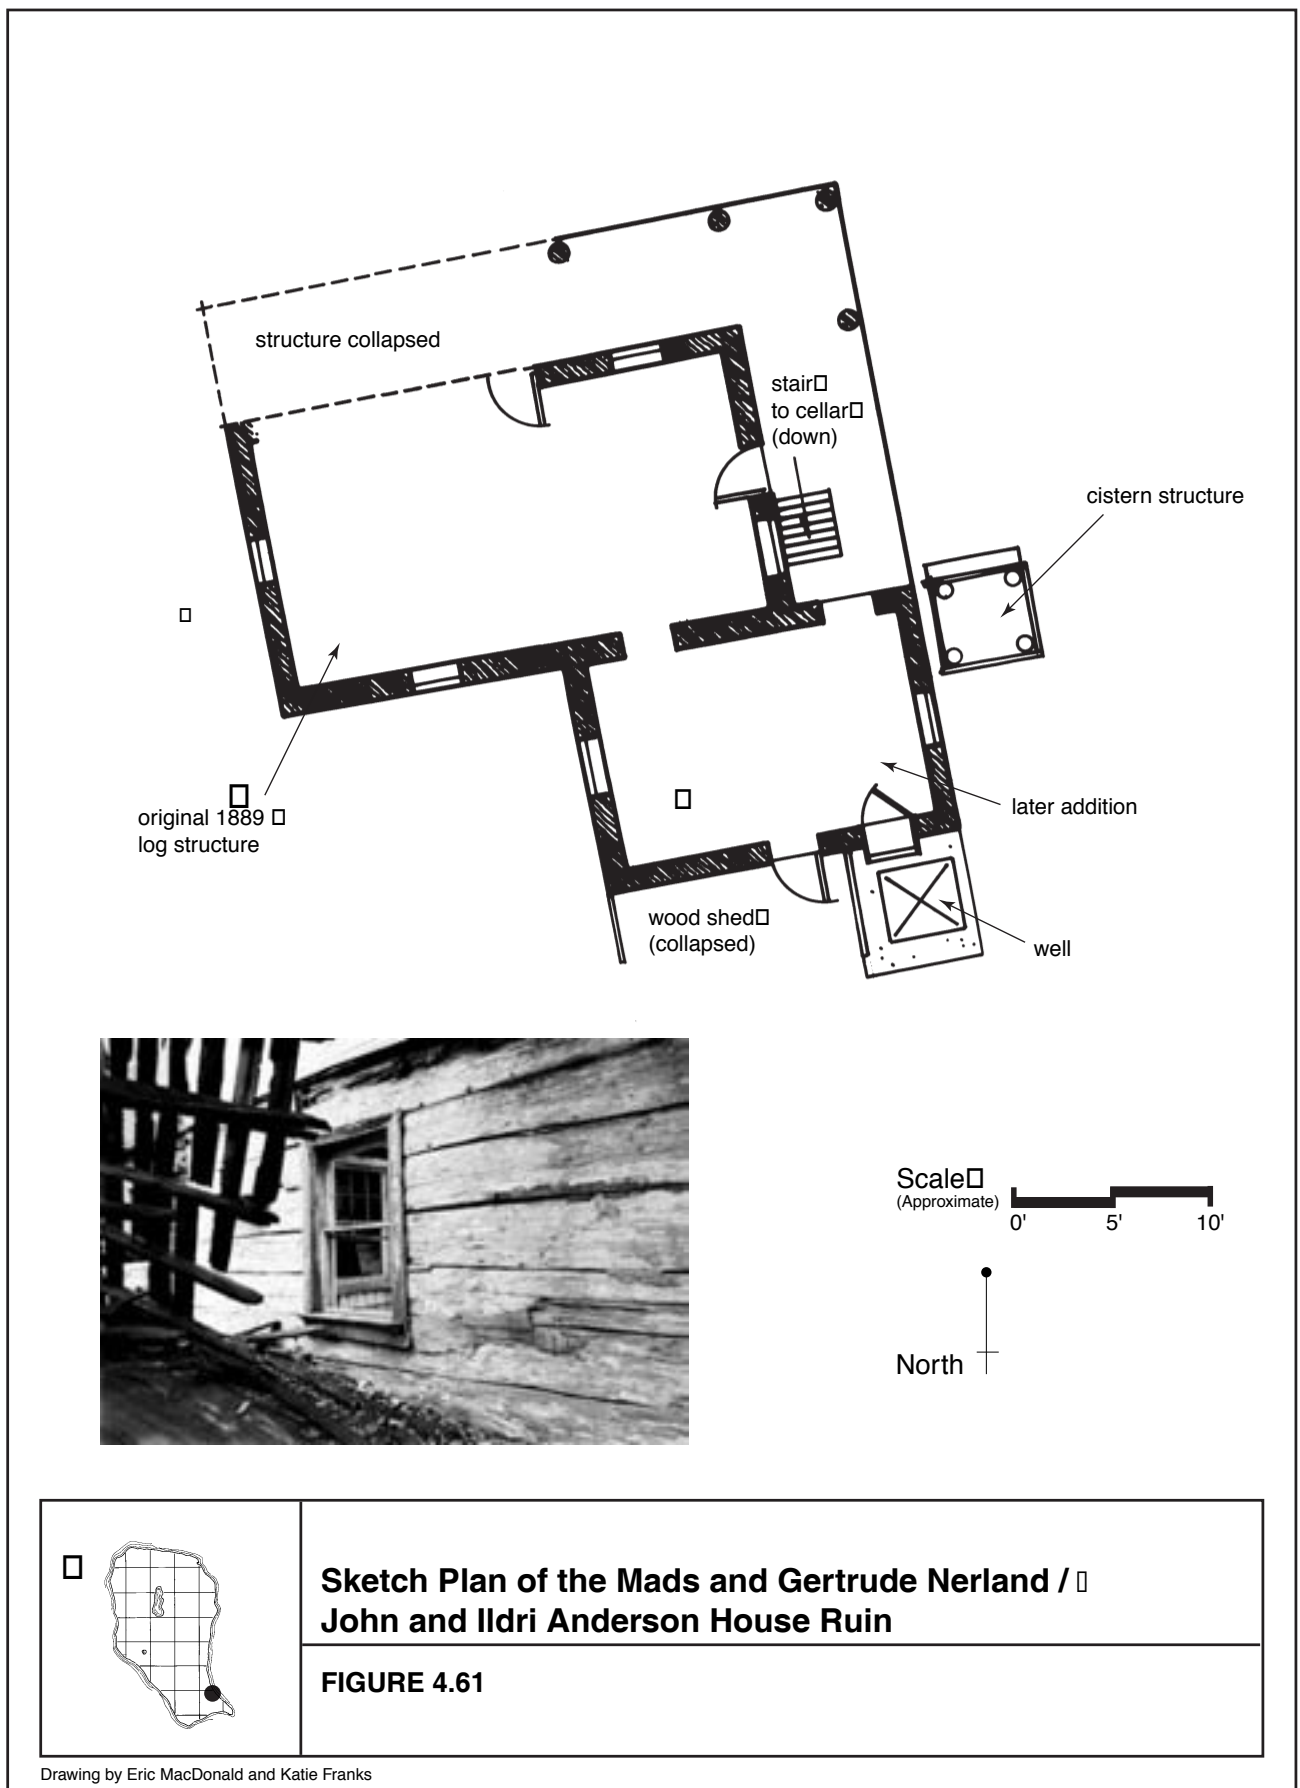 structure collapsed
stair
to cellar
(down)
cistern structure
original 1889
log structure
later addition
wood shed
(collapsed)
well
Scale
(Approximate)
0' 5' 10'
North
Sketch Plan of the Mads and Gertrude Nerland /
John and Ildri Anderson House Ruin
FIGURE 4.61
Drawing by Eric MacDonald and Katie Franks